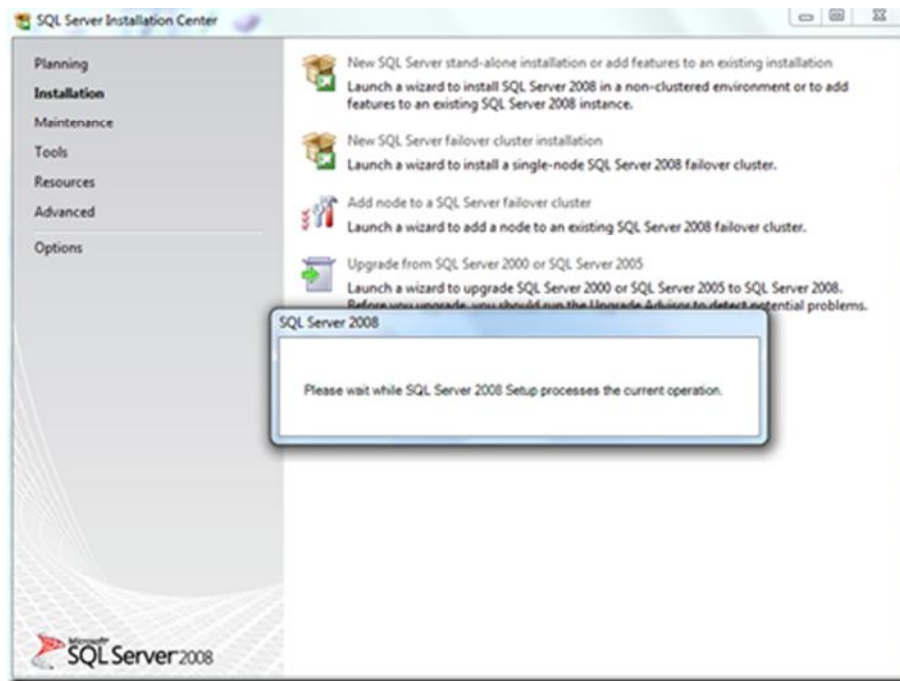 SQL Server Installation Center
Planning
Installation
Maintenance
Tools
Resources
Advanced
Options
New SQL Server stand-alone installation or add features to an existing installation
Launch a wizard to install SQL Server 2008 in a non-clustered environment or to add
features to an existing SQL Server 2008 instance.
New SQL Server failover cluster installation
Launch a wizard to install a single-node SQL Server 2008 failover cluster.
Add node to a SQL Server failover cluster
Launch a wizard to add a node to an existing SQL Server 2008 failover cluster.
Upgrade from SQL Server 2000 or SQL Server 2005
Launch a wizard to upgrade SQL Server 2000 or SQL Server 2005 to SQL Server 2008.
Before you upgrade, you should run the Upgrade Advisor to detect potential problems.
SQL Server 2008
Please wait while SQL Server 2008 Setup processes the current operation.
Microsoft
SQL Server 2008